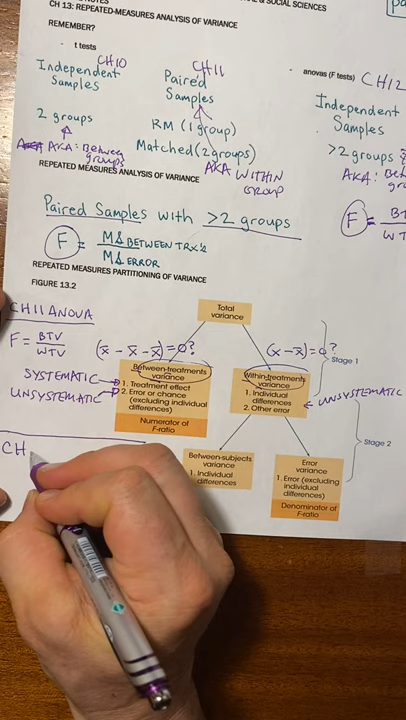 & SOCIAL SCIENCES
CH 13: REPEATED-MEASURES ANALYSIS OF VARIANCE
REMEMBER?
- t tests
Independent CH10
Samples
2 groups
AKA: Between
groups
CH11
Paired
Samples
RM (1 group)
Matched (2 groups)
AKA WITHIN
GROUP
- anovas (F tests) CH12
Independent
Samples
>2 groups
AKA: Bet
gro
F = BT
WT
REPEATED MEASURES ANALYSIS OF VARIANCE
Paired Samples with >2 groups
F = MS BETWEEN TRX'S
MS ERROR
REPEATED MEASURES PARTITIONING OF VARIANCE
FIGURE 13.2
CH11 ANOVA
F = BTV
WTV
SYSTEMATIC
UNSYSTEMATIC
Total
variance
(x̄ - x̄ - x̄) = 0?
(x - x̄) = 0?
Stage 1
Between-treatments
variance
1. Treatment effect
2. Error or chance
(excluding individual
differences)
Numerator of
F-ratio
Within-treatments
variance
1. Individual
differences
2. Other error
UNSYSTEMATIC
Stage 2
Between-subjects
variance
1. Individual
differences
Error
variance
1. Error (excluding
individual
differences)
Denominator of
F-ratio
CH